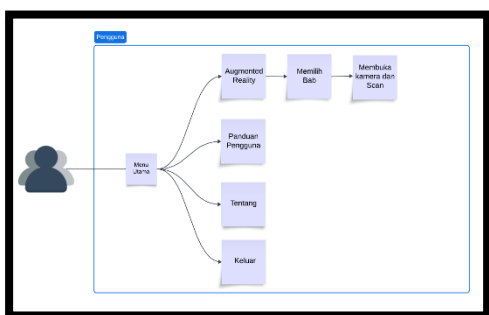 Pengguna
Augmented
Reality
Memilih
Bab
Membuka
kamera dan
Scan
Panduan
Pengguna
Menu
Utama
Tentang
Keluar